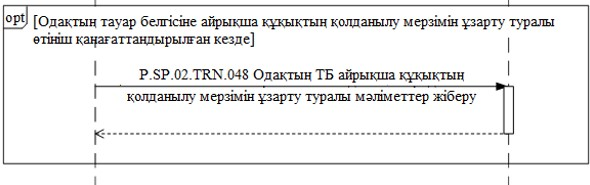 opt [Одақтың тауар белгісіне айрықша құқықтың қолданылу мерзімін ұзарту туралы
өтініш қанағаттандырылған кезде]
P.SP.02.TRN.048 Одақтың ТБ айрықша құқықтың
қолданылу мерзімін ұзарту туралы мәліметтер жіберу